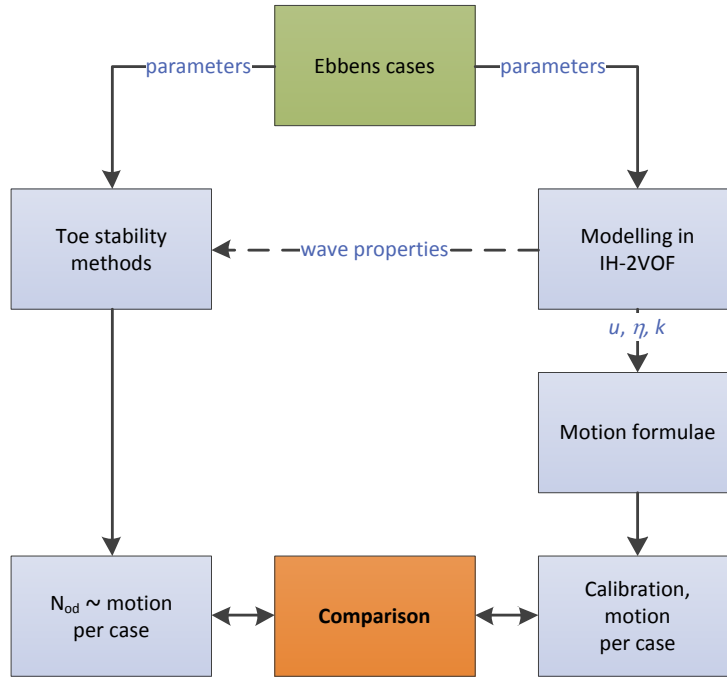 Ebbens cases
parameters
parameters
Toe stability
methods
wave properties
Modelling in
IH-2VOF
u, η, k
Motion formulae
N_od ~ motion
per case
Comparison
Calibration,
motion
per case